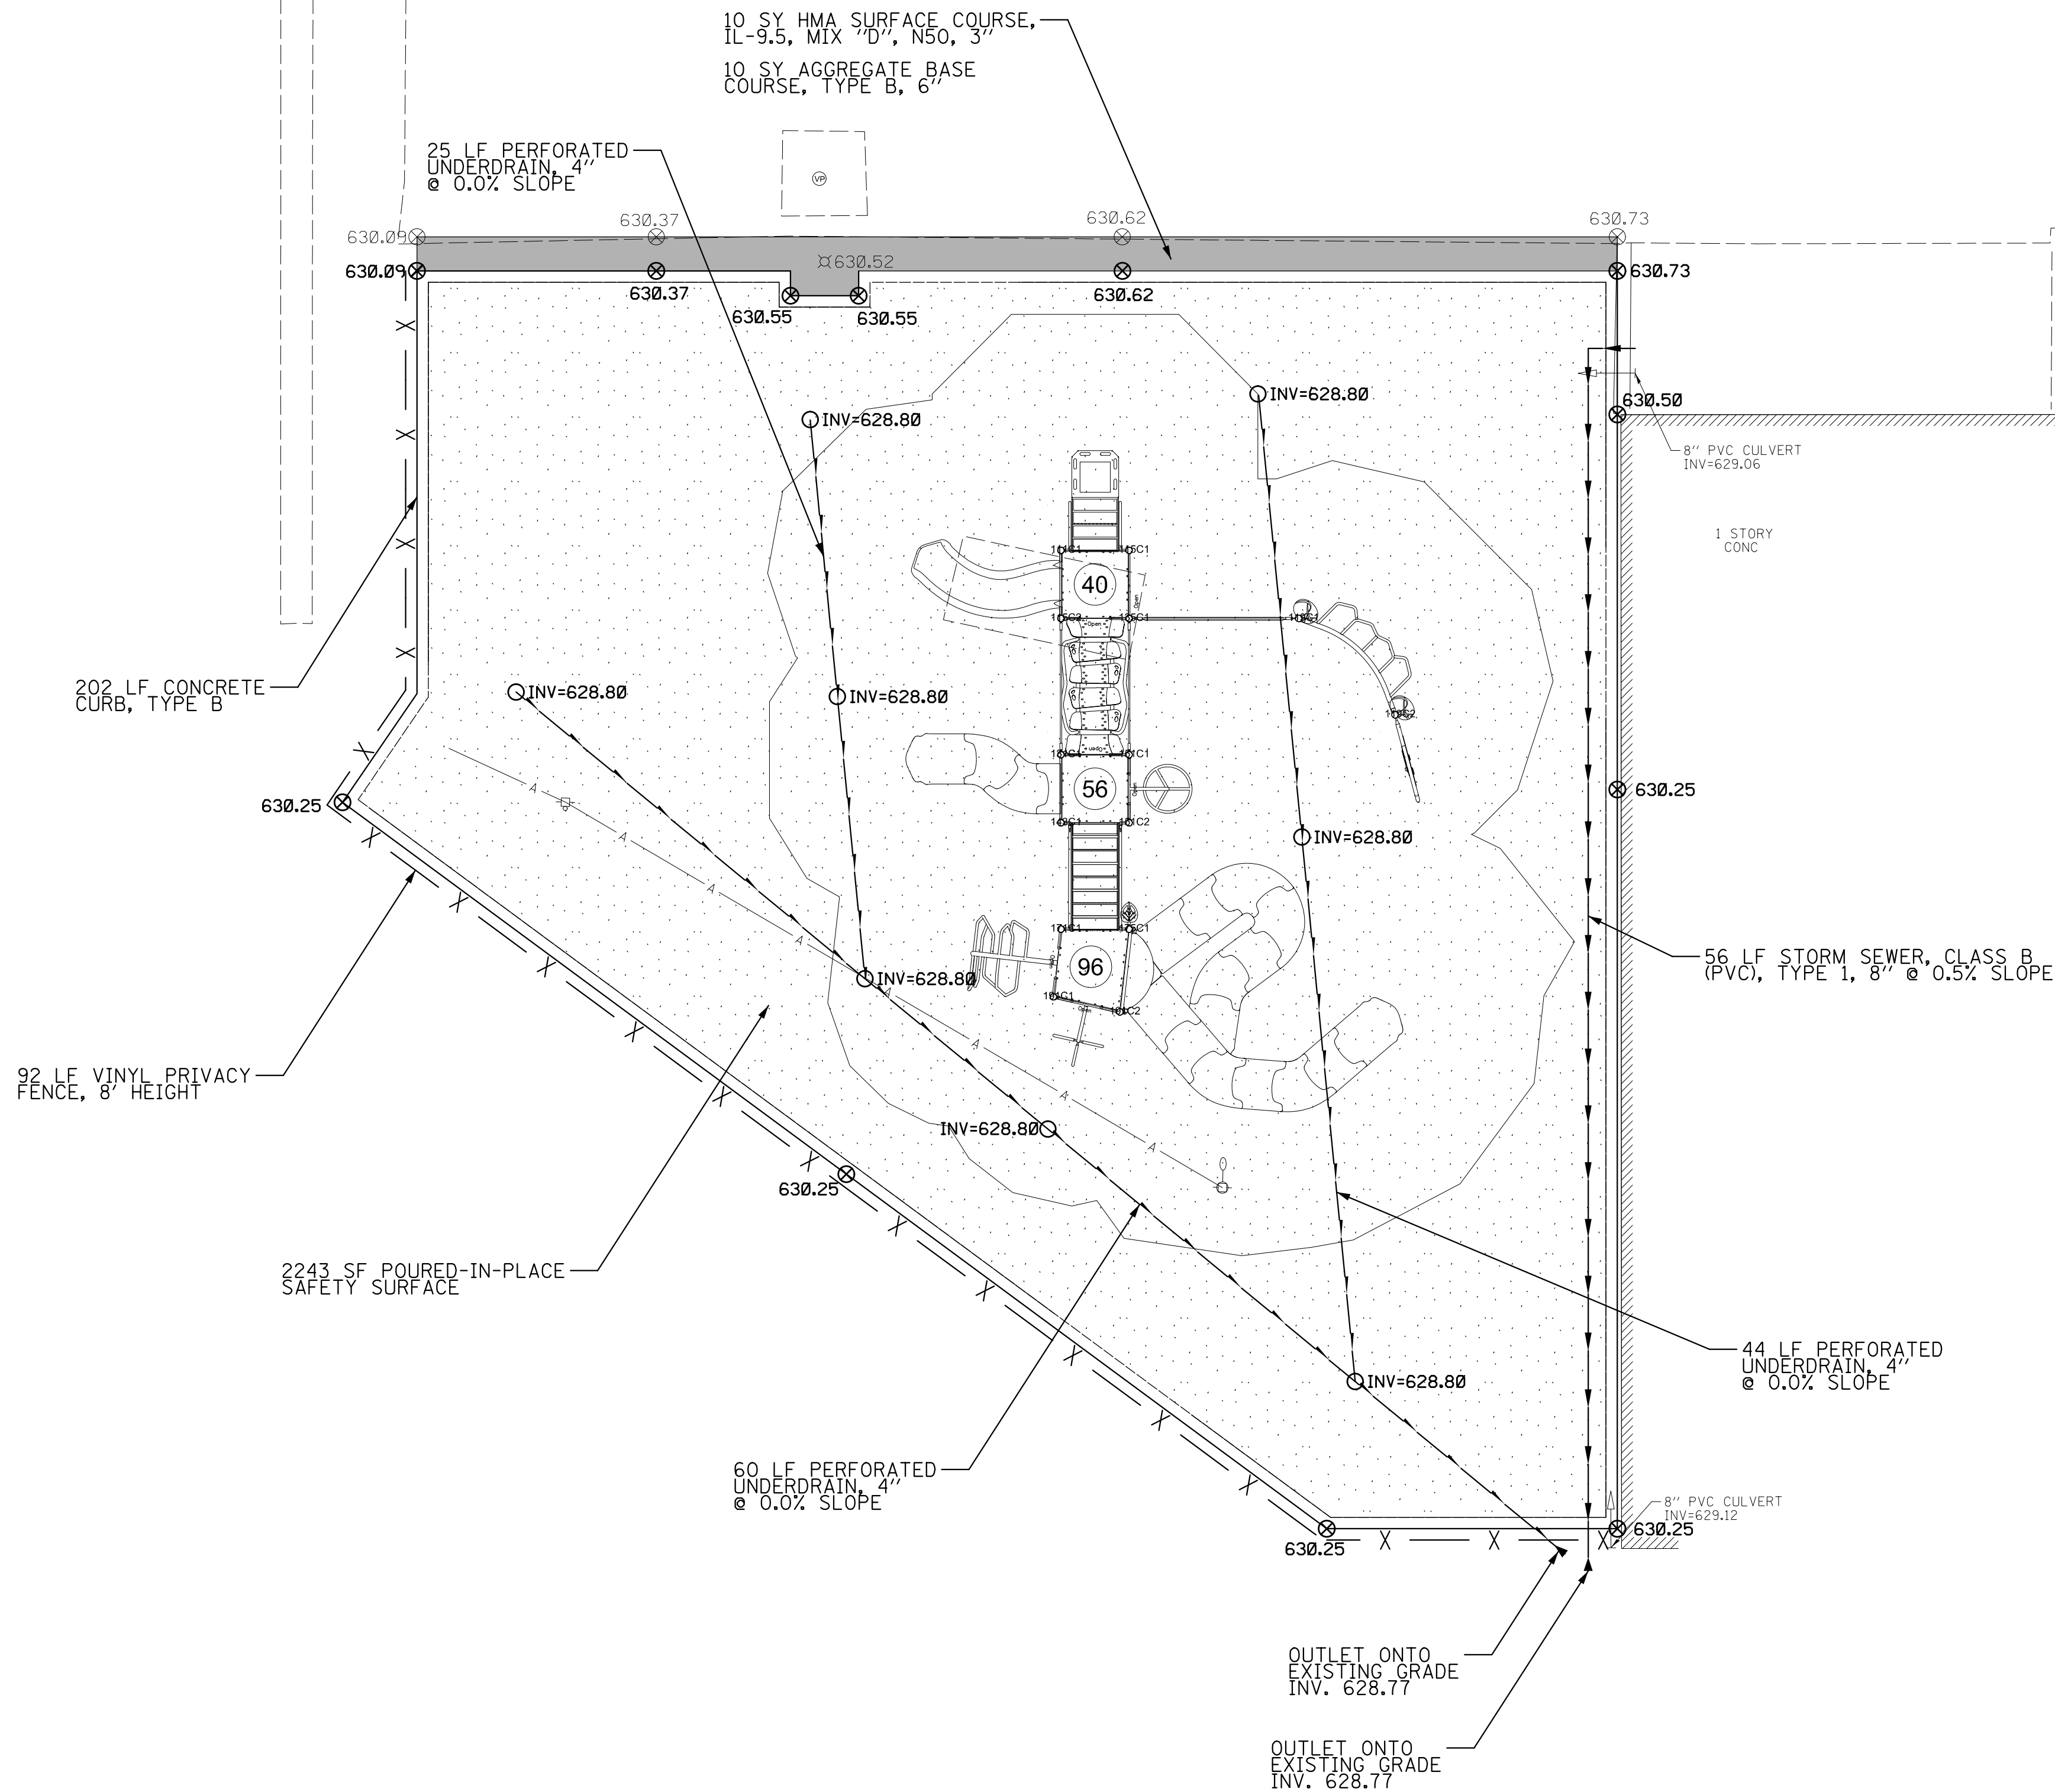 10 SY HMA SURFACE COURSE,
IL-9.5, MIX "D", N50, 3"
10 SY AGGREGATE BASE
COURSE, TYPE B, 6"
25 LF PERFORATED
UNDERDRAIN, 4"
@ 0.0% SLOPE
VP
630.09
630.37
630.62
630.73
630.52
630.09
630.37
630.55
630.55
630.62
630.73
630.50
INV=628.80
INV=628.80
8" PVC CULVERT
INV=629.06
1 STORY
CONC
40
Open
Open
202 LF CONCRETE
CURB, TYPE B
INV=628.80
INV=628.80
Open
56
Open
630.25
630.25
INV=628.80
A
A
A
A
A
A
A
96
Open
Open
INV=628.80
56 LF STORM SEWER, CLASS B
(PVC), TYPE 1, 8" @ 0.5% SLOPE
92 LF VINYL PRIVACY
FENCE, 8' HEIGHT
INV=628.80
630.25
2243 SF POURED-IN-PLACE
SAFETY SURFACE
INV=628.80
44 LF PERFORATED
UNDERDRAIN, 4"
@ 0.0% SLOPE
60 LF PERFORATED
UNDERDRAIN, 4"
@ 0.0% SLOPE
8" PVC CULVERT
INV=629.12
630.25
630.25
OUTLET ONTO
EXISTING GRADE
INV. 628.77
OUTLET ONTO
EXISTING GRADE
INV. 628.77